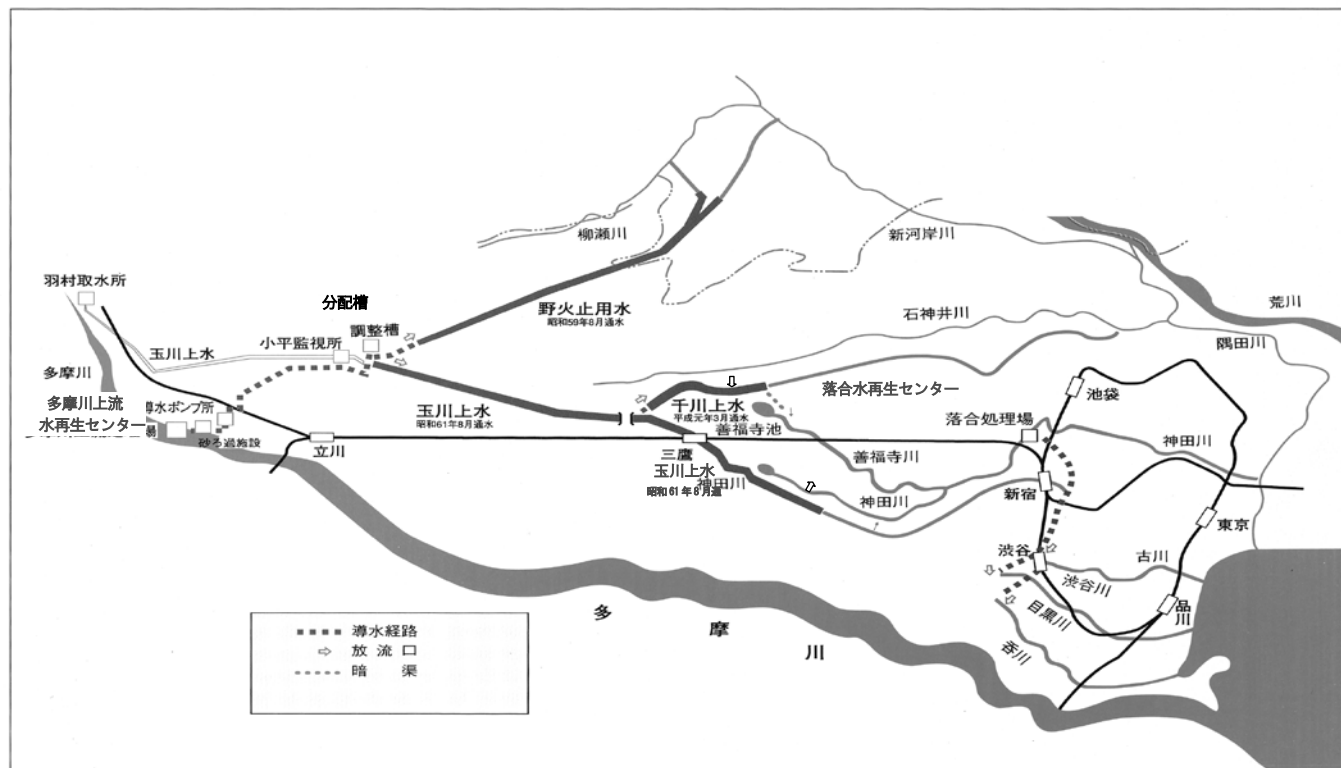 柳瀬川
新河岸川
羽村取水所
荒川
分配槽
野火止用水
昭和59年8月通水
石神井川
調整槽
小平監視所
玉川上水
隅田川
多摩川
多摩川上流
水再生センター
導水ポンプ所
場
砂ろ過施設
玉川上水
昭和61年8月通水
千川上水
平成元年3月通水
落合水再生センター
池袋
落合処理場
善福寺池
神田川
立川
三鷹
善福寺川
玉川上水
神田川
昭和61年8月通
神田川
新宿
東京
渋谷
古川
渋谷川
目黒川
品川
呑川
多摩川
導水経路
放流口
暗渠